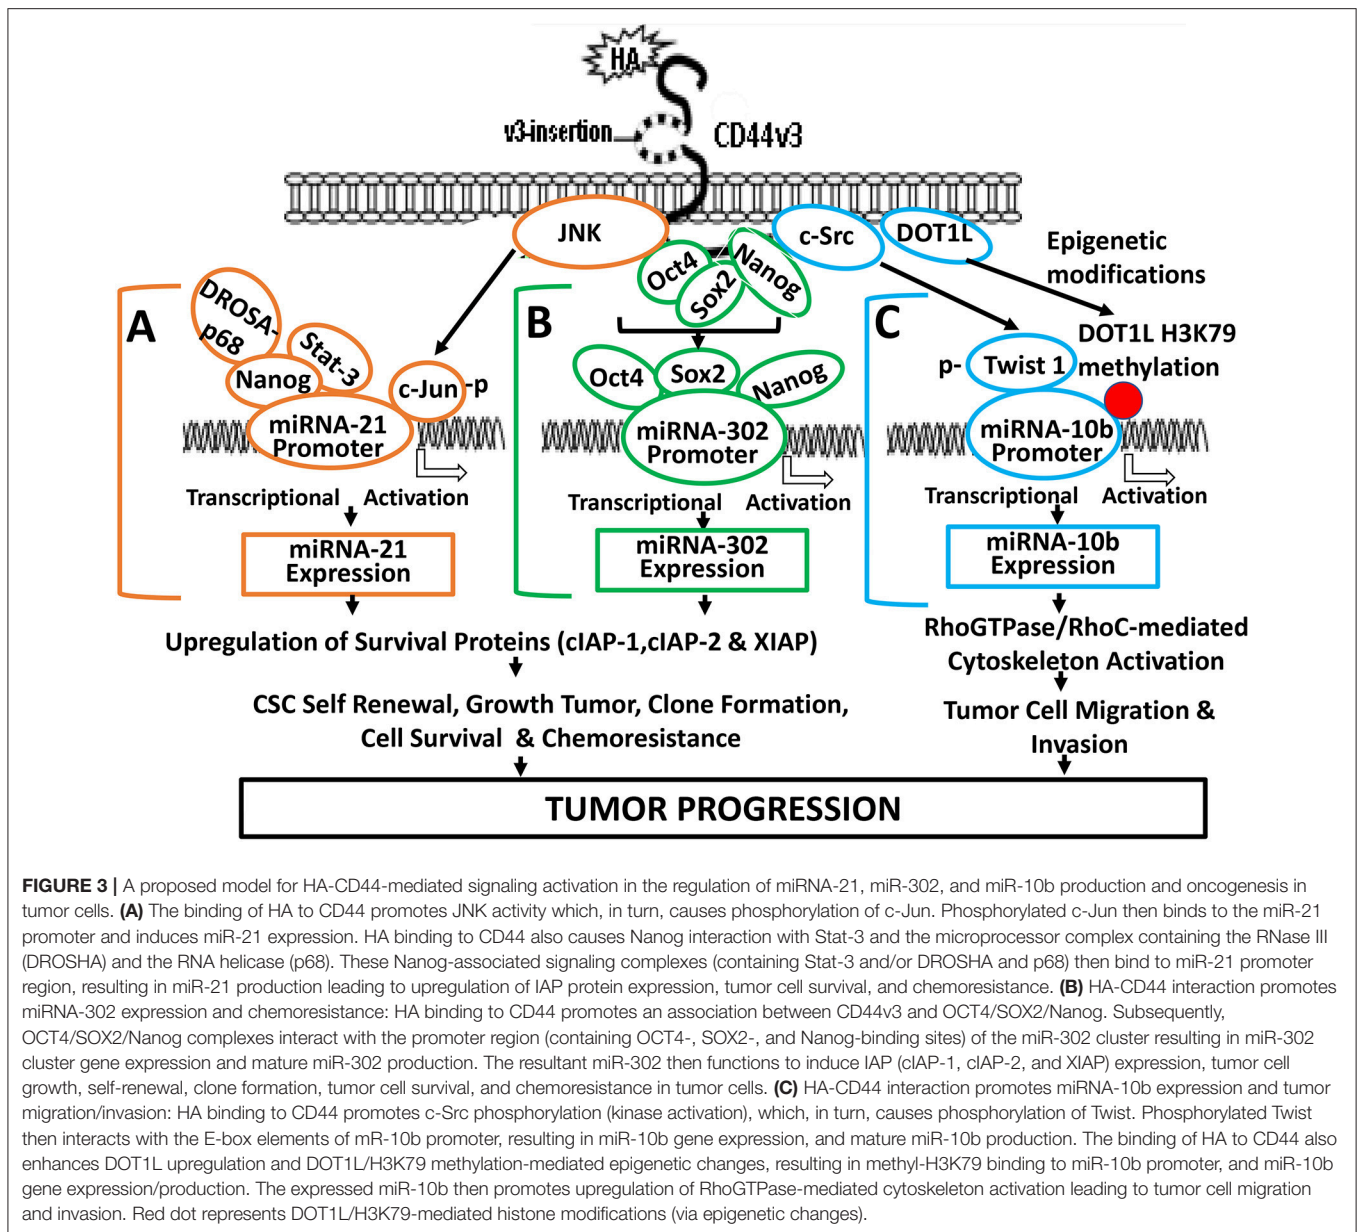 HA
v3-insertion
CD44v3
JNK
c-Src
DOT1L
Oct4
Sox2
Nanog
Epigenetic
modifications
A
DROSA-
p68
Stat-3
Nanog
c-Jun
-p
miRNA-21
Promoter
Transcriptional Activation
miRNA-21
Expression
B
Oct4
Sox2
Nanog
miRNA-302
Promoter
Transcriptional Activation
miRNA-302
Expression
C
DOT1L H3K79
methylation
p-
Twist 1
miRNA-10b
Promoter
Transcriptional Activation
miRNA-10b
Expression
Upregulation of Survival Proteins (cIAP-1,cIAP-2 & XIAP)
CSC Self Renewal, Growth Tumor, Clone Formation,
Cell Survival & Chemoresistance
RhoGTPase/RhoC-mediated
Cytoskeleton Activation
Tumor Cell Migration &
Invasion
TUMOR PROGRESSION
FIGURE 3 | A proposed model for HA-CD44-mediated signaling activation in the regulation of miRNA-21, miR-302, and miR-10b production and oncogenesis in
tumor cells. (A) The binding of HA to CD44 promotes JNK activity which, in turn, causes phosphorylation of c-Jun. Phosphorylated c-Jun then binds to the miR-21
promoter and induces miR-21 expression. HA binding to CD44 also causes Nanog interaction with Stat-3 and the microprocessor complex containing the RNase III
(DROSHA) and the RNA helicase (p68). These Nanog-associated signaling complexes (containing Stat-3 and/or DROSHA and p68) then bind to miR-21 promoter
region, resulting in miR-21 production leading to upregulation of IAP protein expression, tumor cell survival, and chemoresistance. (B) HA-CD44 interaction promotes
miRNA-302 expression and chemoresistance: HA binding to CD44 promotes an association between CD44v3 and OCT4/SOX2/Nanog. Subsequently,
OCT4/SOX2/Nanog complexes interact with the promoter region (containing OCT4-, SOX2-, and Nanog-binding sites) of the miR-302 cluster resulting in miR-302
cluster gene expression and mature miR-302 production. The resultant miR-302 then functions to induce IAP (cIAP-1, cIAP-2, and XIAP) expression, tumor cell
growth, self-renewal, clone formation, tumor cell survival, and chemoresistance in tumor cells. (C) HA-CD44 interaction promotes miRNA-10b expression and tumor
migration/invasion: HA binding to CD44 promotes c-Src phosphorylation (kinase activation), which, in turn, causes phosphorylation of Twist. Phosphorylated Twist
then interacts with the E-box elements of mR-10b promoter, resulting in miR-10b gene expression, and mature miR-10b production. The binding of HA to CD44 also
enhances DOT1L upregulation and DOT1L/H3K79 methylation-mediated epigenetic changes, resulting in methyl-H3K79 binding to miR-10b promoter, and miR-10b
gene expression/production. The expressed miR-10b then promotes upregulation of RhoGTPase-mediated cytoskeleton activation leading to tumor cell migration
and invasion. Red dot represents DOT1L/H3K79-mediated histone modifications (via epigenetic changes).